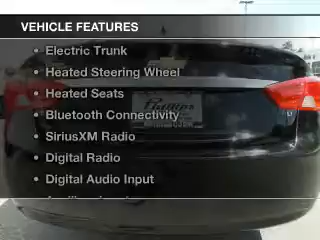 VEHICLE FEATURES
• Electric Trunk
• Heated Steering Wheel
• Heated Seats
• Bluetooth Connectivity
• SiriusXM Radio
• Digital Radio
• Digital Audio Input